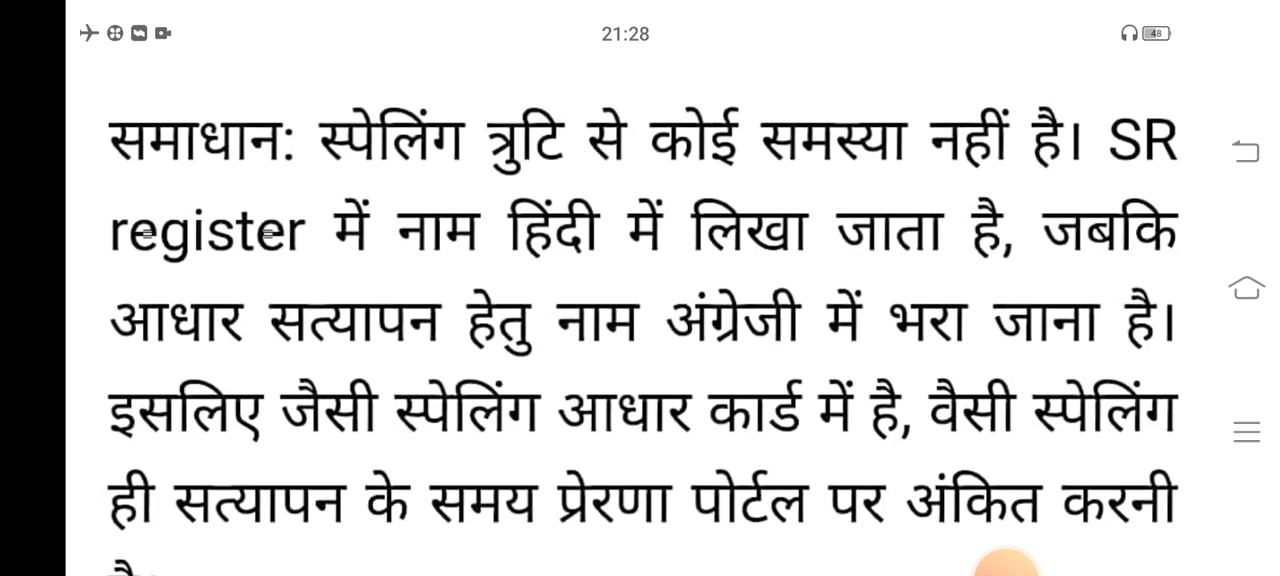 21:28
48
समाधान: स्पेलिंग त्रुटि से कोई समस्या नहीं है। SR
register में नाम हिंदी में लिखा जाता है, जबकि
आधार सत्यापन हेतु नाम अंग्रेजी में भरा जाना है।
इसलिए जैसी स्पेलिंग आधार कार्ड में है, वैसी स्पेलिंग
ही सत्यापन के समय प्रेरणा पोर्टल पर अंकित करनी